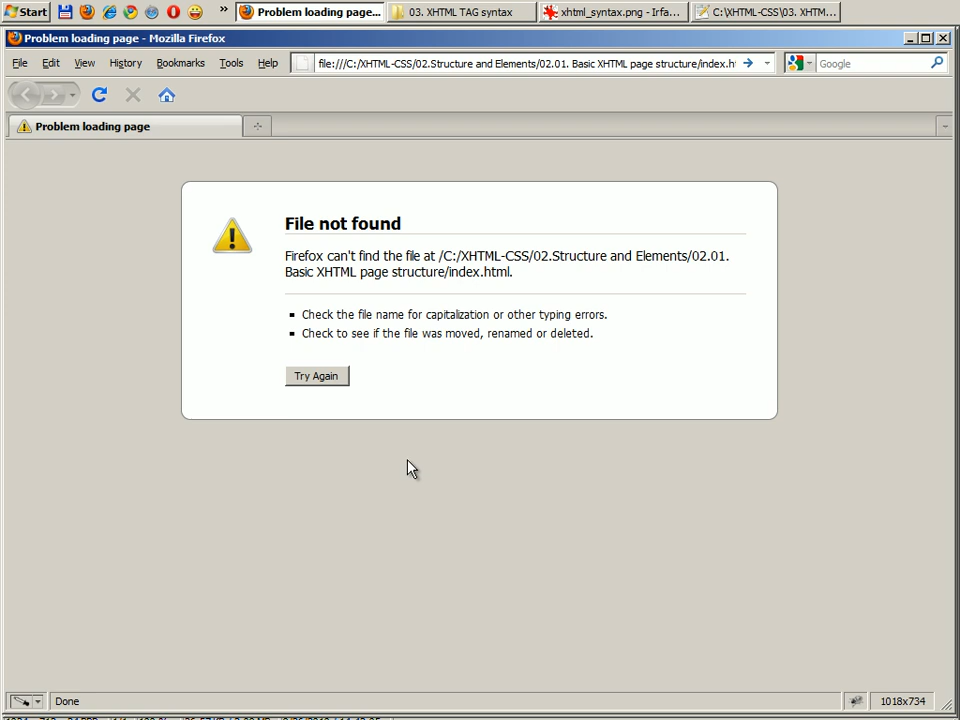 Start
»
Problem loading page...
03. XHTML TAG syntax
xhtml_syntax.png - Irfa...
C:\XHTML-CSS\03. XHTM...
Problem loading page - Mozilla Firefox
File Edit View History Bookmarks Tools Help
file:///C:/XHTML-CSS/02.Structure and Elements/02.01. Basic XHTML page structure/index.h
Google
Problem loading page
File not found
Firefox can't find the file at /C:/XHTML-CSS/02.Structure and Elements/02.01.
Basic XHTML page structure/index.html.
Check the file name for capitalization or other typing errors.
Check to see if the file was moved, renamed or deleted.
Try Again
Done
1018x734